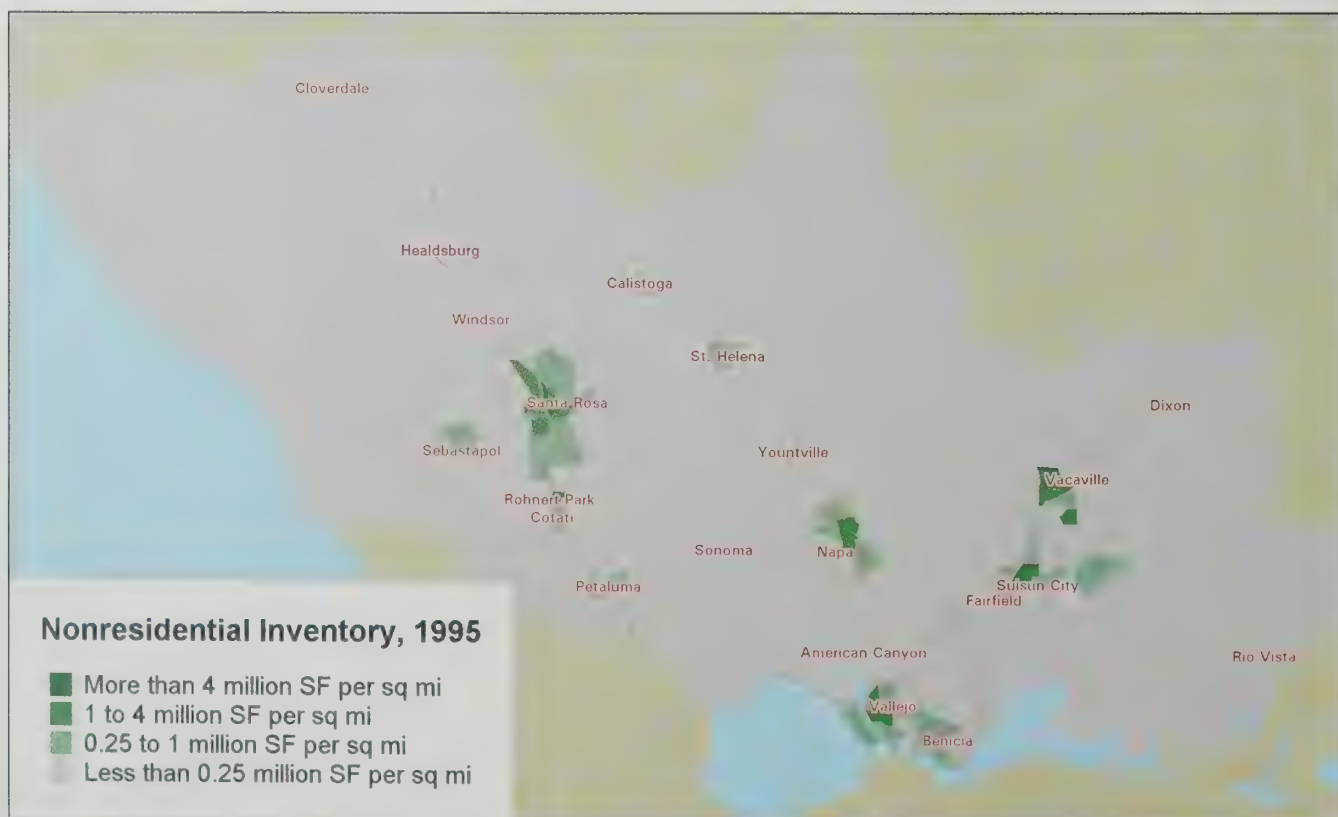 Cloverdale
Healdsburg
Calistoga
Windsor
St. Helena
Santa Rosa
Dixon
Sebastapol
Yountville
Vacaville
Rohnert Park
Cotati
Sonoma
Napa
Petaluma
Suisun City
Fairfield
American Canyon
Rio Vista
Vallejo
Benicia
Nonresidential Inventory, 1995
More than 4 million SF per sq mi
1 to 4 million SF per sq mi
0.25 to 1 million SF per sq mi
Less than 0.25 million SF per sq mi